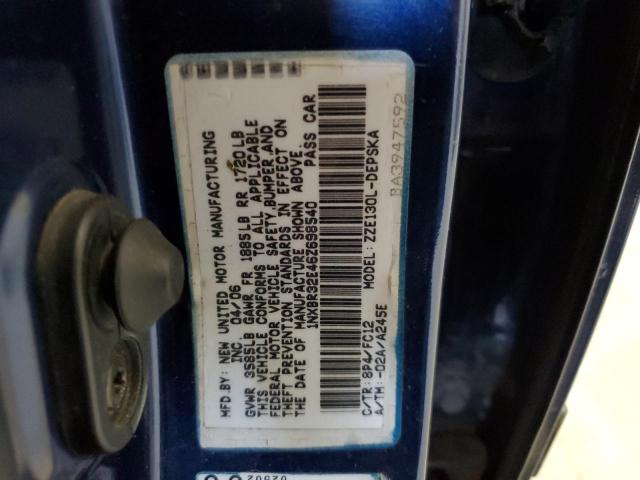 MFD.BY: NEW UNITED MOTOR MANUFACTURING
INC. 04/06
GVWR 3585LB GAWR FR 1885LB RR 1720LB
THIS VEHICLE CONFORMS TO ALL APPLICABLE
FEDERAL MOTOR VEHICLE SAFETY,BUMPER,AND
THEFT PREVENTION STANDARDS IN EFFECT ON
THE DATE OF MANUFACTURE SHOWN ABOVE.
1NXBR32E46Z698540 PASS CAR
MODEL: ZZE130L-DEPSKA
C/TR: 8P4/FC12
A/TM: -02A/A245E
BA3947592